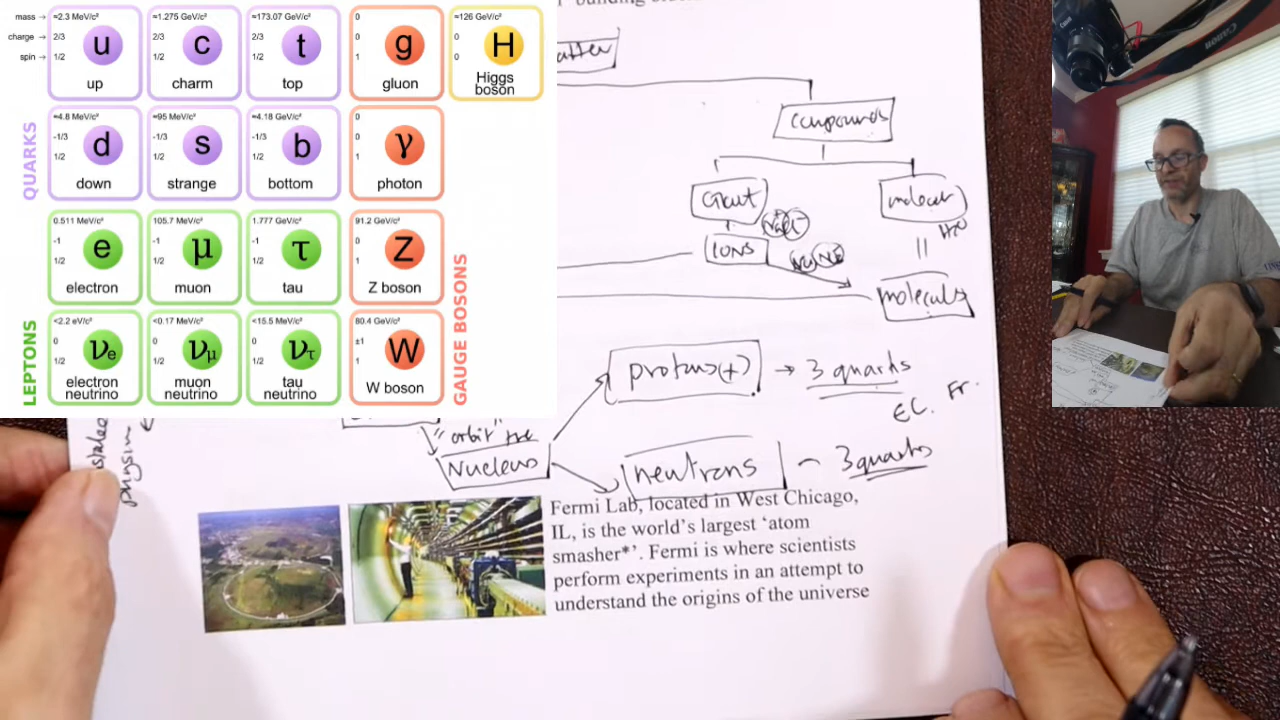 mass →
charge →
spin →
≈2.3 MeV/c²
2/3
1/2
u
up
≈1.275 GeV/c²
2/3
1/2
c
charm
≈173.07 GeV/c²
2/3
1/2
t
top
0
0
1
g
gluon
≈126 GeV/c²
0
0
H
Higgs
boson
QUARKS
≈4.8 MeV/c²
-1/3
1/2
d
down
≈95 MeV/c²
-1/3
1/2
s
strange
≈4.18 GeV/c²
-1/3
1/2
b
bottom
0
0
1
γ
photon
0.511 MeV/c²
-1
1/2
e
electron
105.7 MeV/c²
-1
1/2
μ
muon
1.777 GeV/c²
-1
1/2
τ
tau
91.2 GeV/c²
0
1
Z
Z boson
LEPTONS
<2.2 eV/c²
0
1/2
νe
electron
neutrino
<0.17 MeV/c²
0
1/2
νμ
muon
neutrino
<15.5 MeV/c²
0
1/2
ντ
tau
neutrino
80.4 GeV/c²
±1
1
W
W boson
GAUGE BOSONS
atter
compounds
Giant
IONS
H2O
molecules
protons(+) → 3 quarks
"orbit" the
Nucleus
neutrons – 3 quarks
Fermi Lab, located in West Chicago,
IL, is the world's largest 'atom
smasher*'. Fermi is where scientists
perform experiments in an attempt to
understand the origins of the universe
Canon